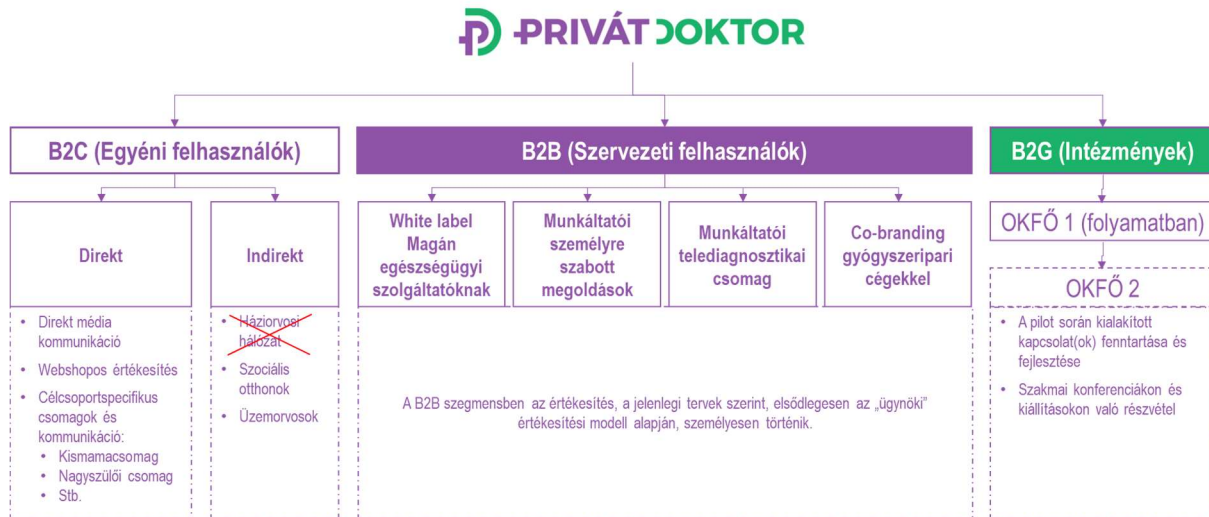 PRIVÁT DOKTOR
B2C (Egyéni felhasználók)
B2B (Szervezeti felhasználók)
B2G (Intézmények)
Direkt
Indirekt
White label
Magán
egészségügyi
szolgáltatóknak
Munkáltatói
személyre
szabott
megoldások
Munkáltatói
telediagnosztikai
csomag
Co-branding
gyógyszeripari
cégekkel
OKFŐ 1 (folyamatban)
OKFŐ 2
• Direkt média
kommunikáció
• Webshopos értékesítés
• Célcsoportspecifikus
csomagok és
kommunikáció:
• Kismamacsomag
• Nagyszülői csomag
• Stb.
• Háziorvosi
hálózat
• Szociális
otthonok
• Üzemorvosok
A B2B szegmensben az értékesítés, a jelenlegi tervek szerint, elsődlegesen az „ügynöki”
értékesítési modell alapján, személyesen történik.
• A pilot során kialakított
kapcsolat(ok) fenntartása és
fejlesztése
• Szakmai konferenciákon és
kiállításokon való részvétel